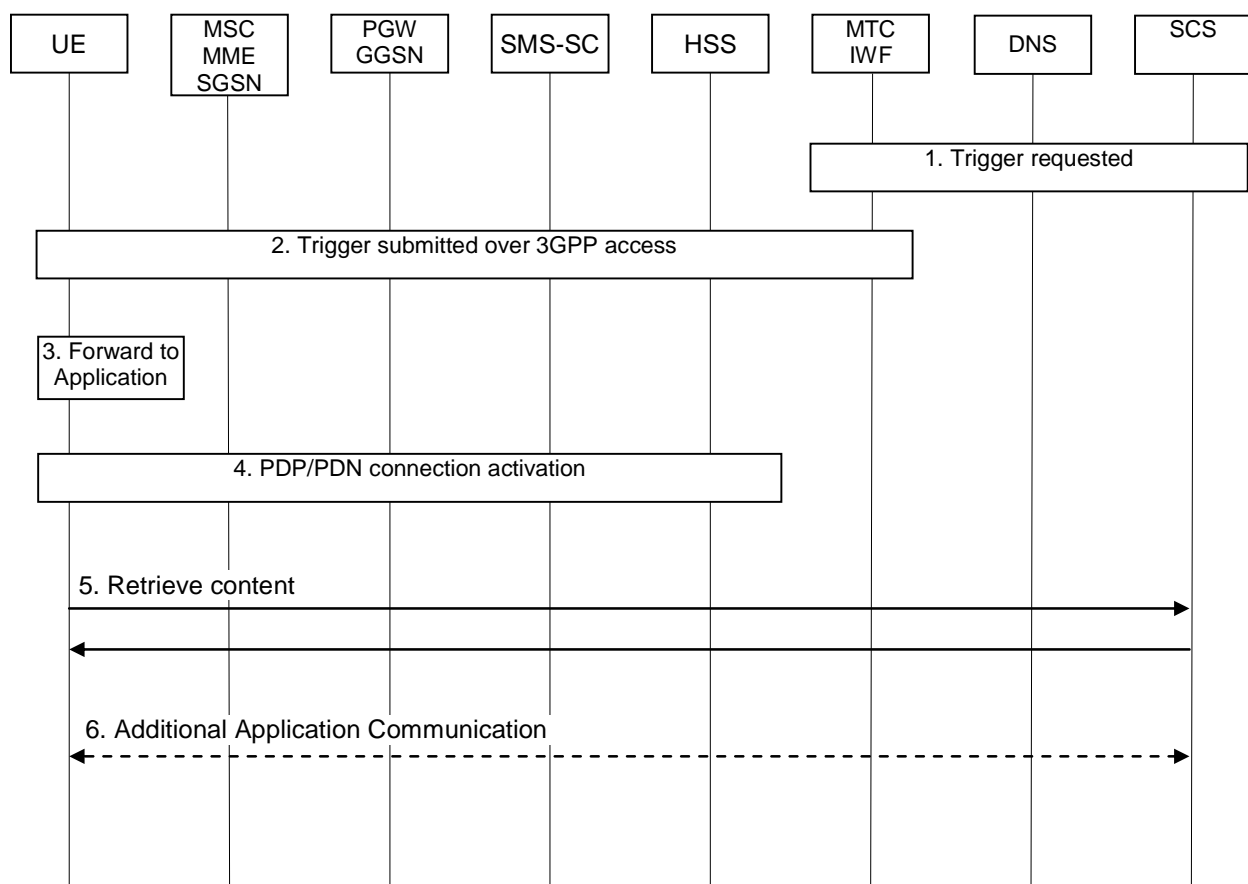 UE
MSC
MME
SGSN
PGW
GGSN
SMS-SC
HSS
MTC
IWF
DNS
SCS
1. Trigger requested
2. Trigger submitted over 3GPP access
3. Forward to
Application
4. PDP/PDN connection activation
5. Retrieve content
6. Additional Application Communication